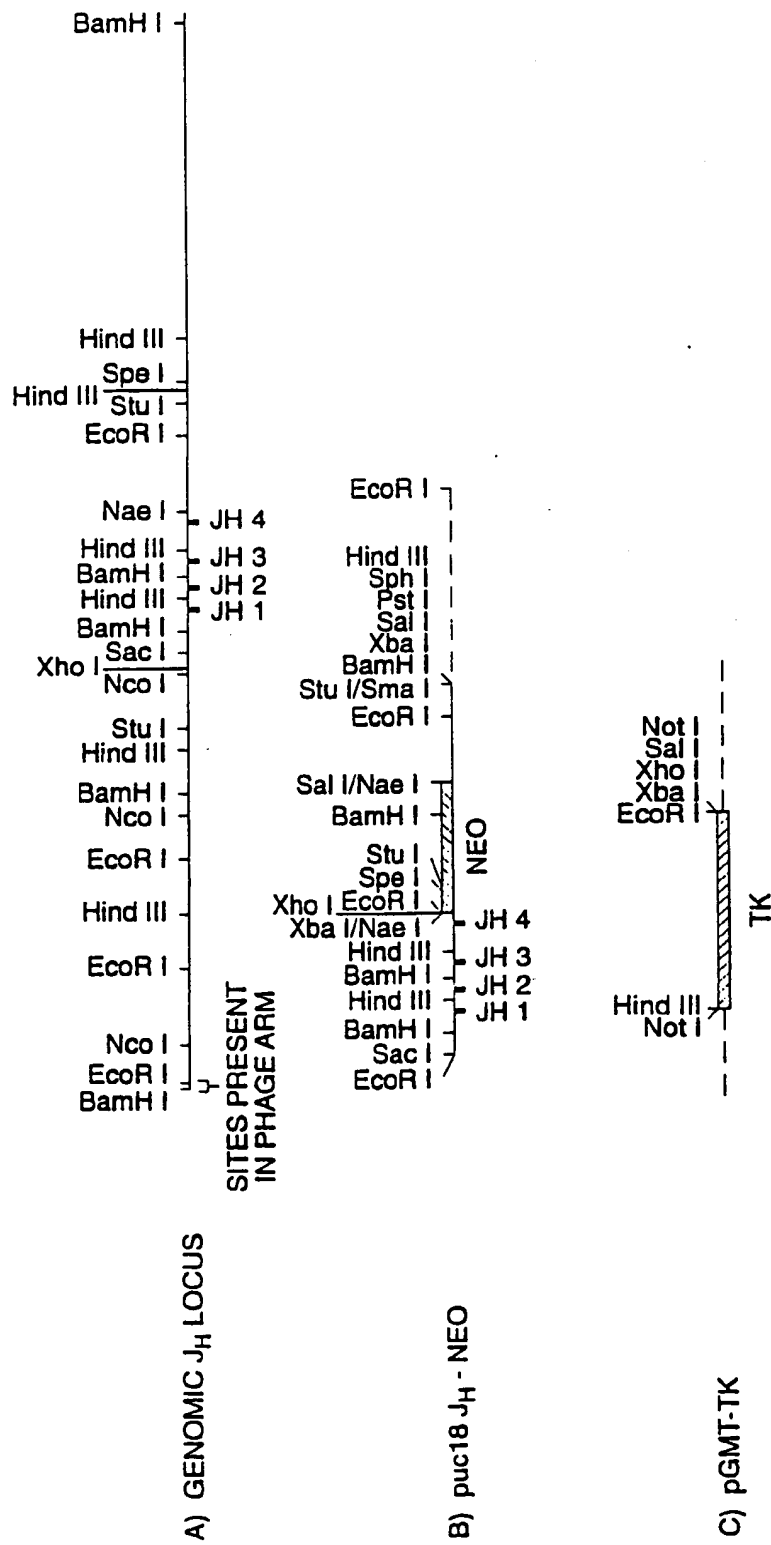 BamH I
Hind III
Spe I
Hind III
Stu I
EcoR I
Nae I
JH 4
Hind III
JH 3
BamH I
JH 2
Hind III
JH 1
BamH I
Sac I
Xho I
Nco I
Stu I
Hind III
BamH I
Nco I
EcoR I
Hind III
EcoR I
Nco I
EcoR I
BamH I
SITES PRESENT
IN PHAGE ARM
A) GENOMIC JH LOCUS
EcoR I
Hind III
Sph I
Pst I
Sal I
Xba I
BamH I
Stu I/Sma I
EcoR I
Sal I/Nae I
BamH I
Stu I
Spe I
EcoR I
Xho I
Xba I/Nae I
NEO
JH 4
Hind III
JH 3
BamH I
JH 2
Hind III
JH 1
BamH I
Sac I
EcoR I
B) puc18 JH - NEO
Not I
Sal I
Xho I
Xba I
EcoR I
TK
Hind III
Not I
C) pGMT-TK